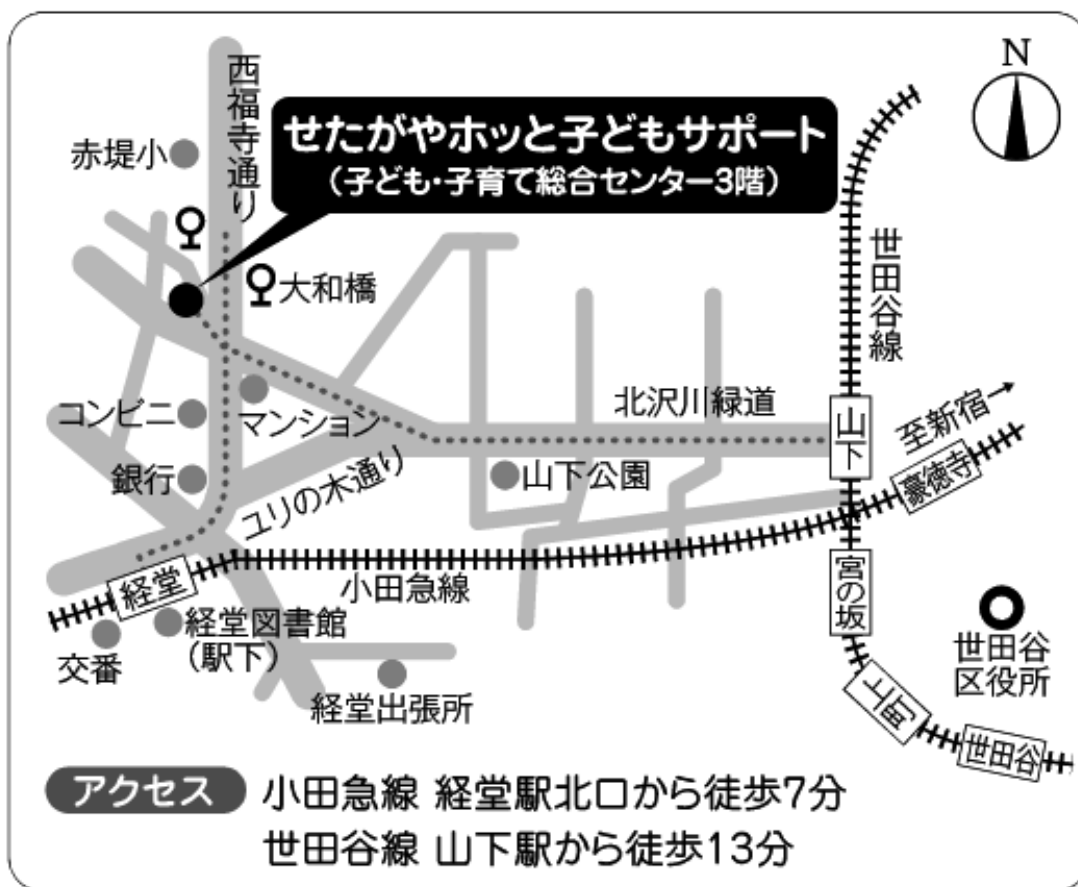 N
西福寺通り
せたがやホッと子どもサポート
(子ども・子育て総合センター3階)
赤堤小
大和橋
世田谷線
コンビニ
マンション
北沢川緑道
山下
至新宿→
豪徳寺
銀行
ユリの木通り
山下公園
経堂
小田急線
宮の坂
経堂図書館
(駅下)
交番
経堂出張所
世田谷
区役所
上町
世田谷
アクセス
小田急線 経堂駅北口から徒歩7分
世田谷線 山下駅から徒歩13分